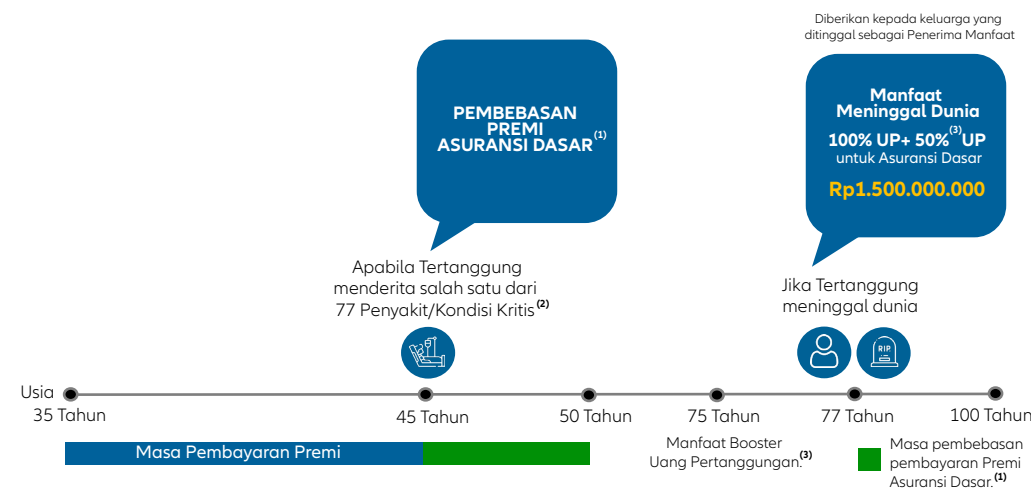 Diberikan kepada keluarga yang
ditinggal sebagai Penerima Manfaat
PEMBEBASAN
PREMI
ASURANSI DASAR(1)
Manfaat
Meninggal Dunia
100% UP+ 50%(3)UP
untuk Asuransi Dasar
Rp1.500.000.000
Apabila Tertanggung
menderita salah satu dari
77 Penyakit/Kondisi Kritis(2)
Jika Tertanggung
meninggal dunia
RIP
Usia
35 Tahun
45 Tahun
50 Tahun
75 Tahun
77 Tahun
100 Tahun
Masa Pembayaran Premi
Manfaat Booster
Uang Pertanggungan.(3)
Masa pembebasan
pembayaran Premi
Asuransi Dasar.(1)